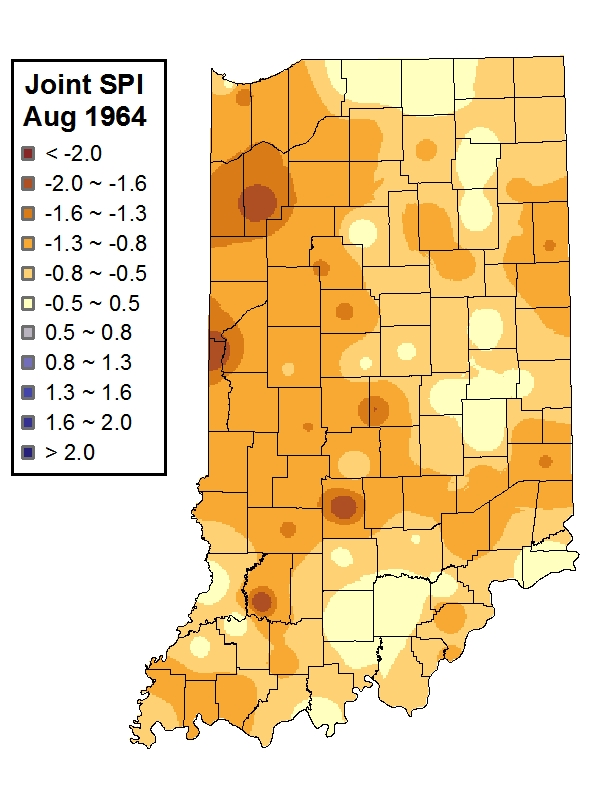 Joint SPI
Aug 1964
< -2.0
-2.0 ~ -1.6
-1.6 ~ -1.3
-1.3 ~ -0.8
-0.8 ~ -0.5
-0.5 ~ 0.5
0.5 ~ 0.8
0.8 ~ 1.3
1.3 ~ 1.6
1.6 ~ 2.0
> 2.0